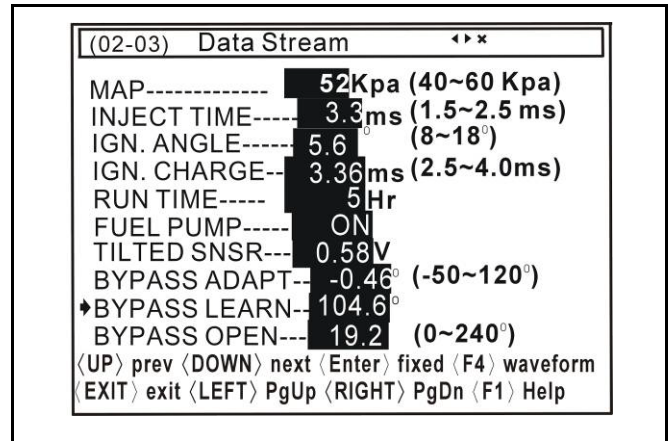 (02-03) Data Stream
MAP------------- 52Kpa (40~60 Kpa)
INJECT TIME----- 3.3ms (1.5~2.5 ms)
IGN. ANGLE----- 5.6° (8~18°)
IGN. CHARGE-- 3.36ms (2.5~4.0ms)
RUN TIME----- 5Hr
FUEL PUMP----- ON
TILTED SNSR--- 0.58V
BYPASS ADAPT-- -0.46° (-50~120°)
BYPASS LEARN-- 104.6°
BYPASS OPEN--- 19.2 (0~240°)
〈UP〉 prev 〈DOWN〉 next 〈Enter〉 fixed 〈F4〉 waveform
〈EXIT〉 exit 〈LEFT〉 PgUp 〈RIGHT〉 PgDn 〈F1〉 Help